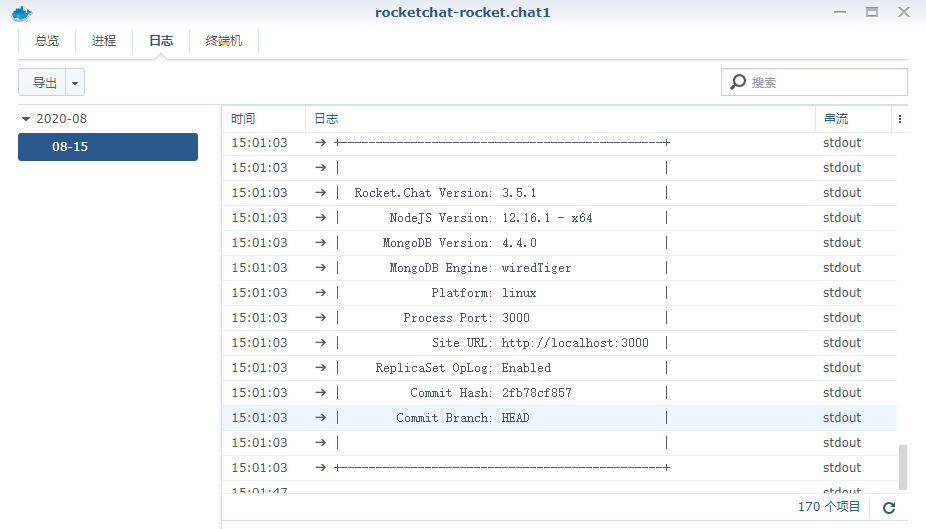 rocketchat-rocket.chat1
总览 进程 日志 终端机
导出 搜索
2020-08
08-15
时间 日志 串流
15:01:03 ➔ +----------------------------------------------+ stdout
15:01:03 ➔ | | stdout
15:01:03 ➔ | Rocket.Chat Version: 3.5.1 | stdout
15:01:03 ➔ | NodeJS Version: 12.16.1 - x64 | stdout
15:01:03 ➔ | MongoDB Version: 4.4.0 | stdout
15:01:03 ➔ | MongoDB Engine: wiredTiger | stdout
15:01:03 ➔ | Platform: linux | stdout
15:01:03 ➔ | Process Port: 3000 | stdout
15:01:03 ➔ | Site URL: http://localhost:3000 | stdout
15:01:03 ➔ | ReplicaSet OpLog: Enabled | stdout
15:01:03 ➔ | Commit Hash: 2fb78cf857 | stdout
15:01:03 ➔ | Commit Branch: HEAD | stdout
15:01:03 ➔ | | stdout
15:01:03 ➔ +----------------------------------------------+ stdout
15:01:47 stdout
170 个项目